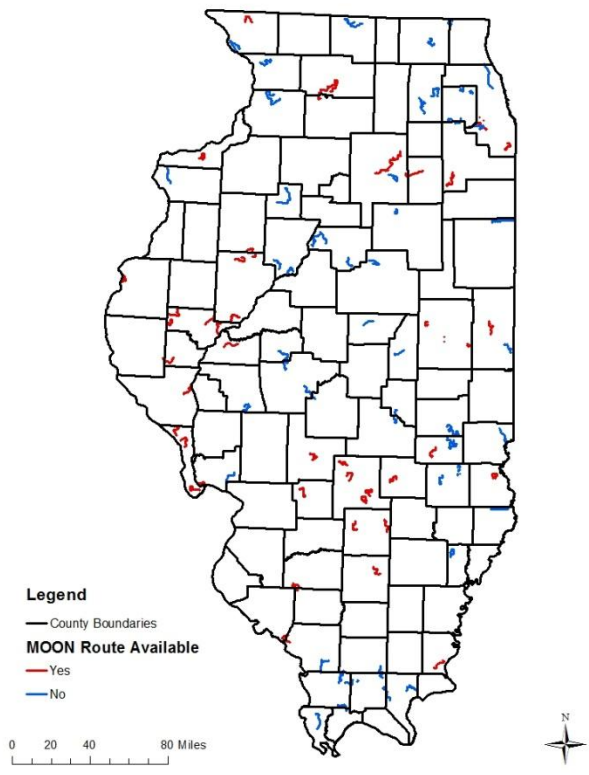 Legend
County Boundaries
MOON Route Available
Yes
No
0 20 40 80 Miles
N